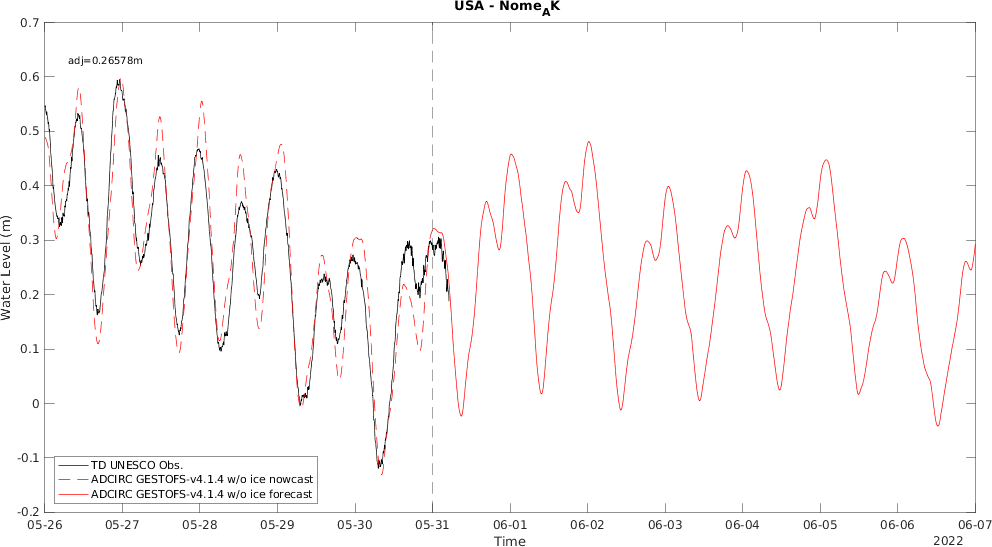 USA - Nome_AK
adj=0.26578m
0.7
0.6
0.5
0.4
0.3
0.2
0.1
0
-0.1
-0.2
Water Level (m)
TD UNESCO Obs.
ADCIRC GESTOFS-v4.1.4 w/o ice nowcast
ADCIRC GESTOFS-v4.1.4 w/o ice forecast
05-26 05-27 05-28 05-29 05-30 05-31 06-01 06-02 06-03 06-04 06-05 06-06 06-07
Time
2022